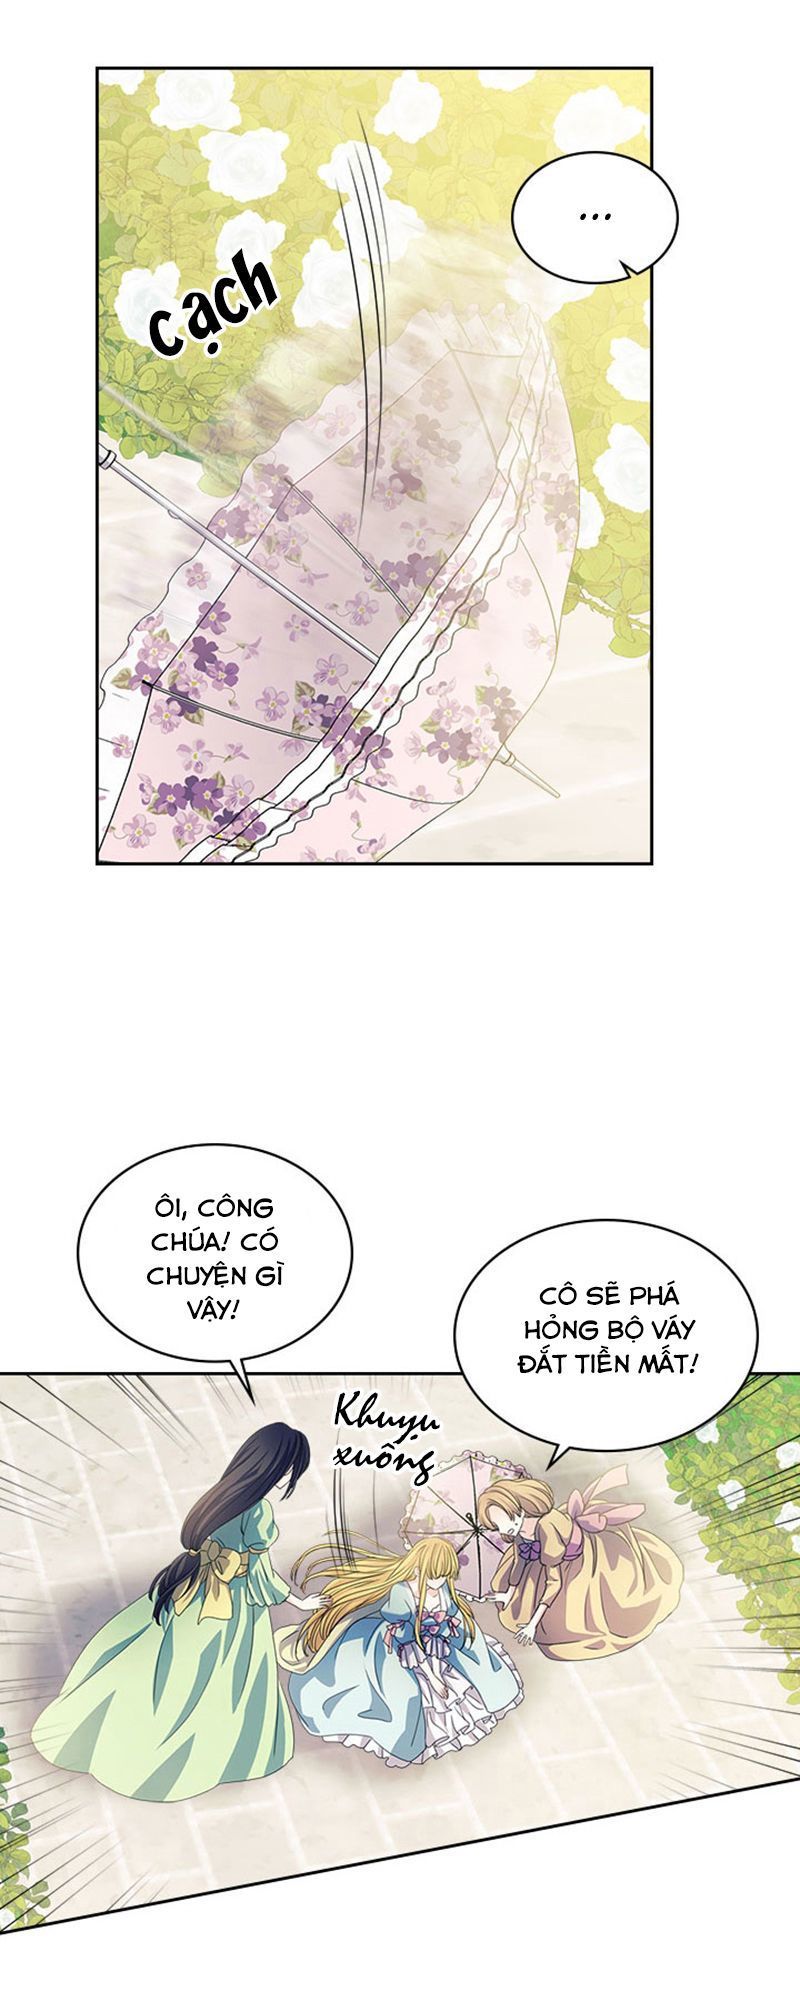 ...
cạch
ÔI, CÔNG
CHÚA! CÓ
CHUYỆN GÌ
VẬY!
CÔ SẼ PHÁ
HỎNG BỘ VÁY
ĐẮT TIỀN MẤT!
Khuỵu
xuống